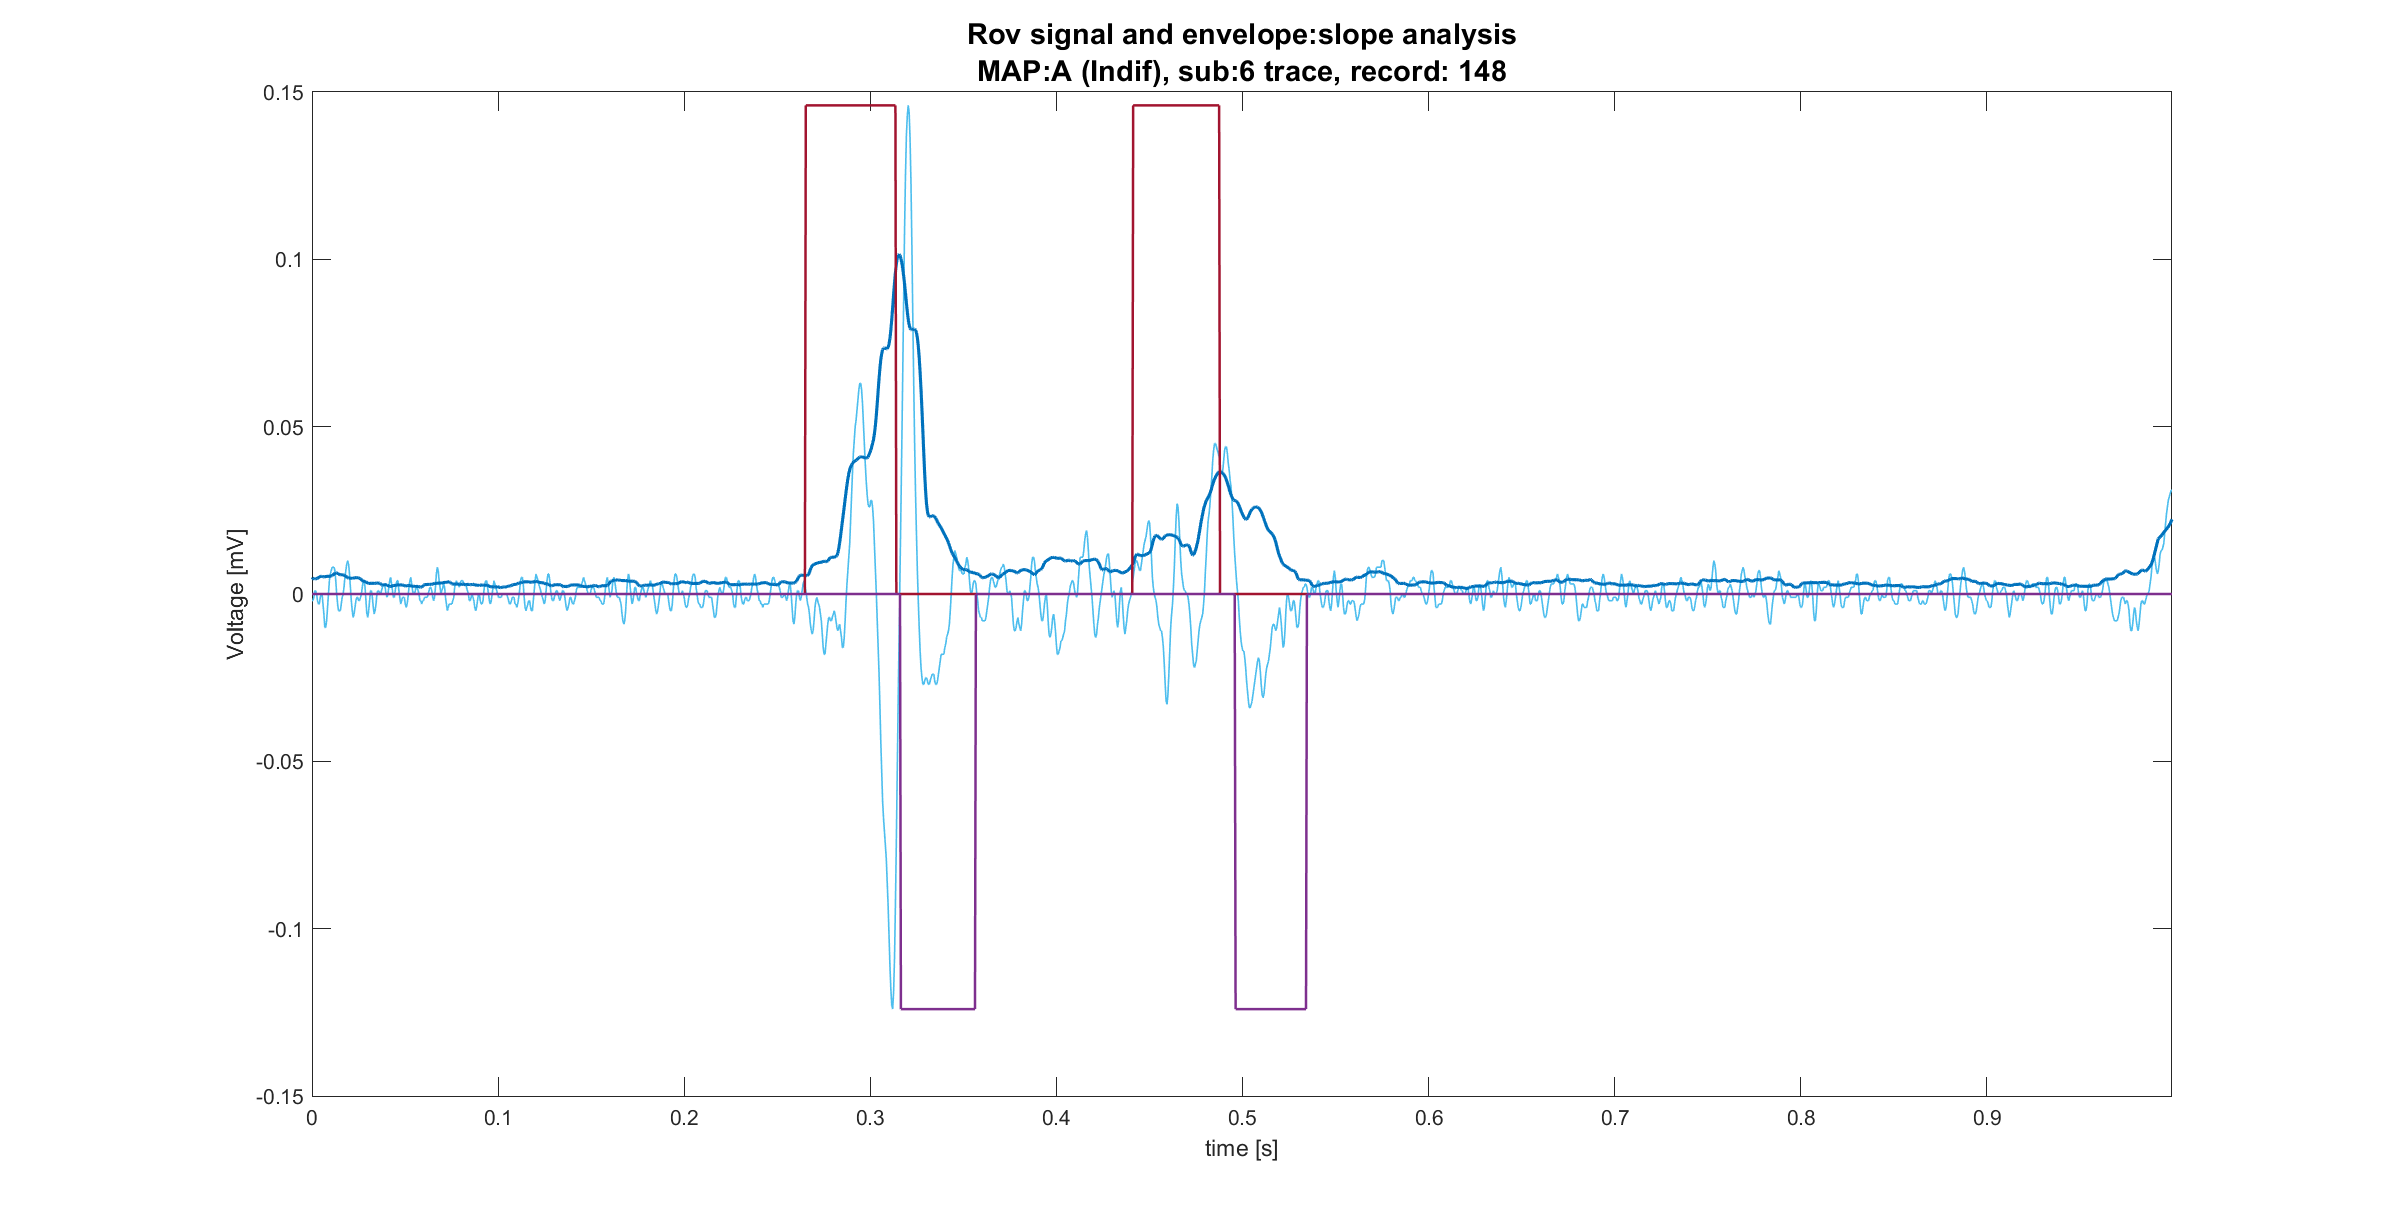 Rov signal and envelope:slope analysis
MAP:A (Indif), sub:6 trace, record: 148
0.15
0.1
0.05
0
-0.05
-0.1
-0.15
Voltage [mV]
0 0.1 0.2 0.3 0.4 0.5 0.6 0.7 0.8 0.9
time [s]